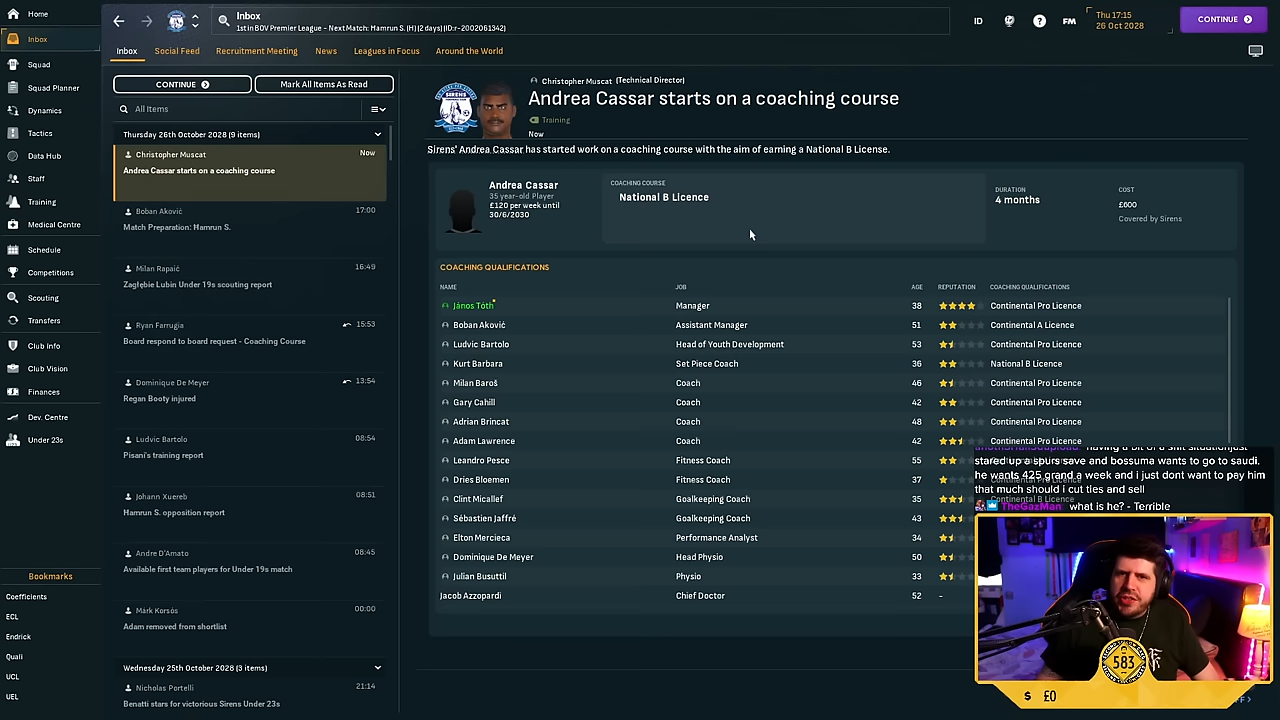 Home
Inbox
Squad
Squad Planner
Dynamics
Tactics
Data Hub
Staff
Training
Medical Centre
Schedule
Competitions
Scouting
Transfers
Club Info
Club Vision
Finances
Dev. Centre
Under 23s
Bookmarks
Coefficients
ECL
Endrick
Quali
UCL
UEL
Inbox
1st in BOV Premier League - Next Match: Hamrun S. (H) (2 days) (ID:r-2002061342)
ID
FM
Thu 17:15
26 Oct 2028
CONTINUE
Inbox
Social Feed
Recruitment Meeting
News
Leagues in Focus
Around the World
CONTINUE
Mark All Items As Read
All Items
Thursday 26th October 2028 (9 items)
Christopher Muscat Now
Andrea Cassar starts on a coaching course
Boban Aković 17:00
Match Preparation: Hamrun S.
Milan Rapaić 16:49
Zagłębie Lubin Under 19s scouting report
Ryan Farrugia 15:53
Board respond to board request - Coaching Course
Dominique De Meyer 13:54
Regan Booty injured
Ludvic Bartolo 08:54
Pisani's training report
Johann Xuereb 08:51
Hamrun S. opposition report
Andre D'Amato 08:45
Available first team players for Under 19s match
Márk Korsós 00:00
Adam removed from shortlist
Wednesday 25th October 2028 (3 items)
Nicholas Portelli 21:14
Benatti stars for victorious Sirens Under 23s
SIRENS
Christopher Muscat (Technical Director)
Andrea Cassar starts on a coaching course
Training
Now
Sirens' Andrea Cassar has started work on a coaching course with the aim of earning a National B License.
Andrea Cassar
35 year-old Player
£120 per week until
30/6/2030
COACHING COURSE
National B Licence
DURATION
4 months
COST
£600
Covered by Sirens
COACHING QUALIFICATIONS
NAME JOB AGE REPUTATION COACHING QUALIFICATIONS
János Tóth Manager 38 Continental Pro Licence
Boban Aković Assistant Manager 51 Continental A Licence
Ludvic Bartolo Head of Youth Development 53 Continental Pro Licence
Kurt Barbara Set Piece Coach 36 National B Licence
Milan Baroš Coach 46 Continental Pro Licence
Gary Cahill Coach 42 Continental Pro Licence
Adrian Brincat Coach 48 Continental Pro Licence
Adam Lawrence Coach 42 Continental Pro Licence
Leandro Pesce Fitness Coach 55
Dries Bloemen Fitness Coach 37
Clint Micallef Goalkeeping Coach 35 Continental B Licence
Sébastien Jaffré Goalkeeping Coach 43
Elton Mercieca Performance Analyst 34
Dominique De Meyer Head Physio 50
Julian Busuttil Physio 33
Jacob Azzopardi Chief Doctor 52 -
having a bit of a shit situationjust
stared up a spurs save and bossuma wants to go to saudi.
he wants 425 grand a week and i just dont want to pay him
that much should i cut ties and sell
TheGazMan what is he? - Terrible
583
$ £0